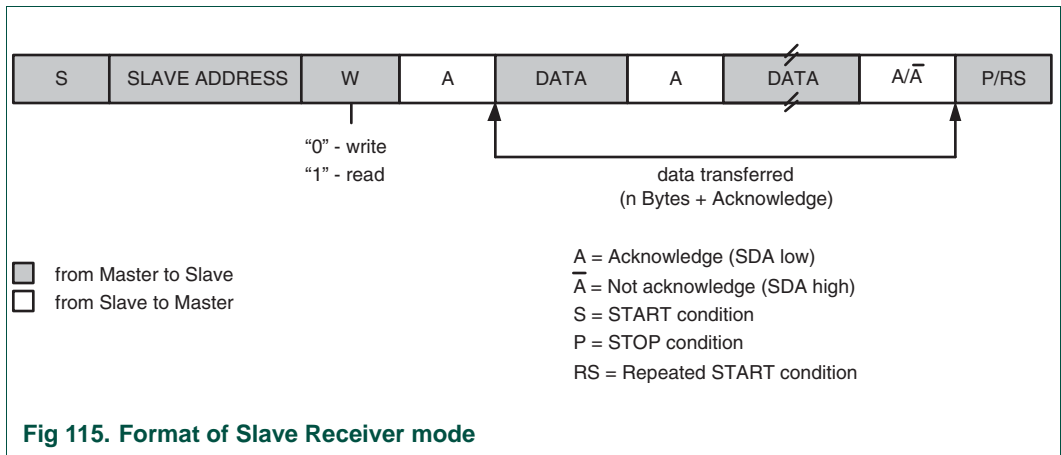 S SLAVE ADDRESS W A DATA A DATA A/A̅ P/RS
“0” - write
“1” - read
data transferred
(n Bytes + Acknowledge)
from Master to Slave
from Slave to Master
A = Acknowledge (SDA low)
A̅ = Not acknowledge (SDA high)
S = START condition
P = STOP condition
RS = Repeated START condition
Fig 115. Format of Slave Receiver mode